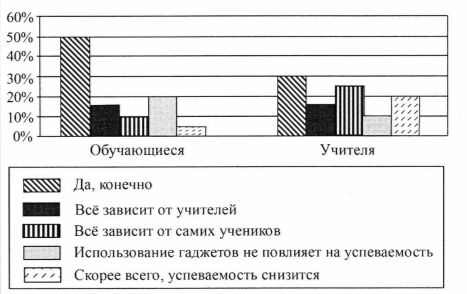 60%
50%
40%
30%
20%
10%
0%
Обучающиеся Учителя
Да, конечно
Всё зависит от учителей
Всё зависит от самих учеников
Использование гаджетов не повлияет на успеваемость
Скорее всего, успеваемость снизится